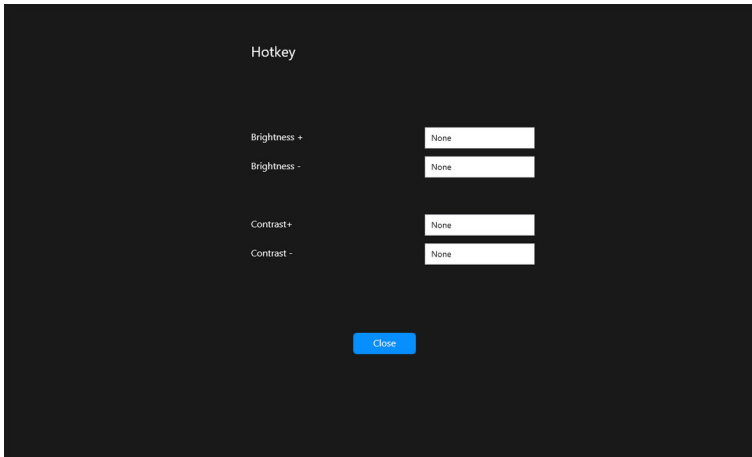 Hotkey
Brightness + None
Brightness - None
Contrast+ None
Contrast - None
Close